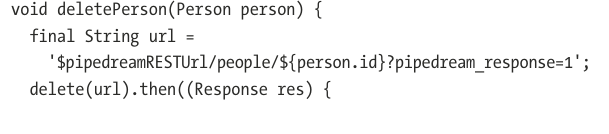 void deletePerson(Person person) {
  final String url =
    '$pipedreamRESTUrl/people/${person.id}?pipedream_response=1';
  delete(url).then((Response res) {